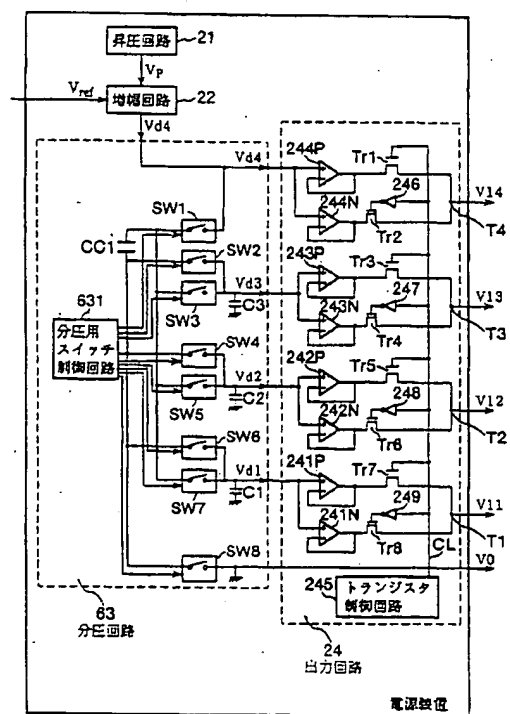 昇圧回路
21
VP
Vref
増幅回路
22
Vd4
Vd4
244P
Tr1
246
V14
SW1
244N
Tr2
T4
CC1
SW2
243P
Tr3
247
V13
Vd3
631
SW3
C3
243N
Tr4
T3
分圧用
スイッチ
制御回路
SW4
242P
Tr5
248
V12
Vd2
SW5
C2
242N
Tr6
T2
SW6
241P
Tr7
249
V11
Vd1
SW7
C1
241N
Tr8
T1
SW8
CL
V0
245
トランジスタ
制御回路
63
分圧回路
24
出力回路
電源装置